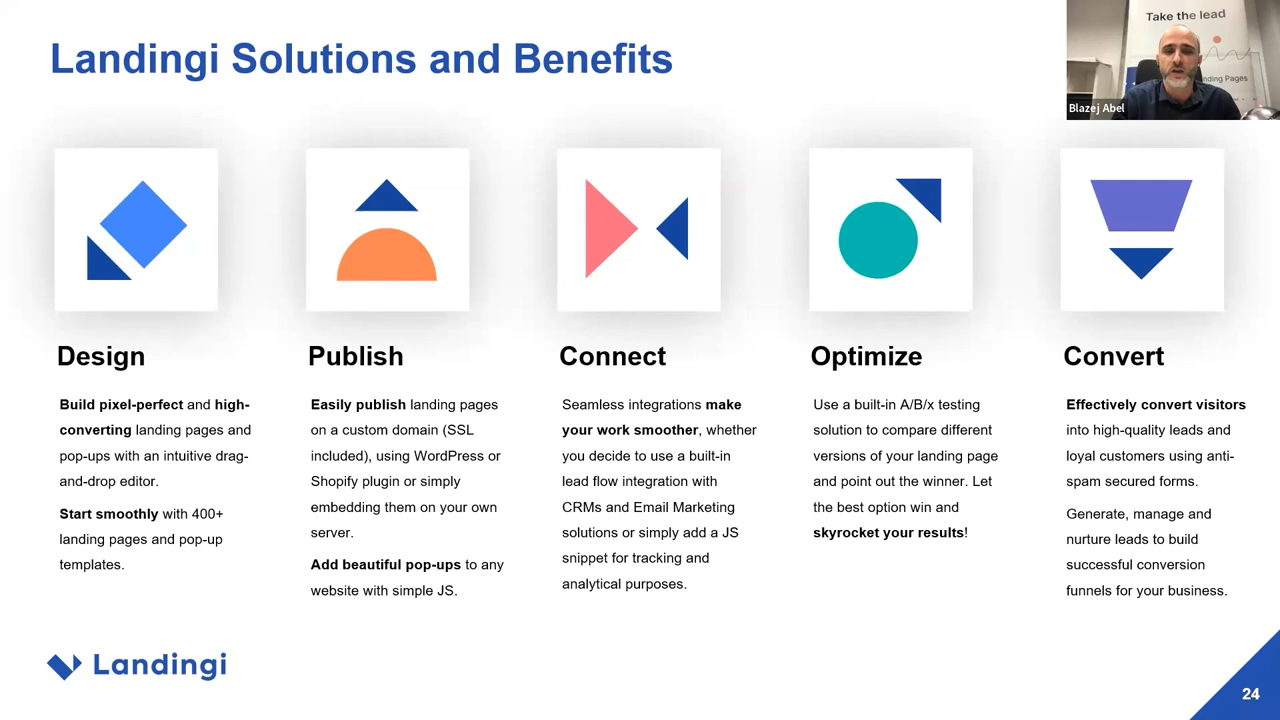 Landingi Solutions and Benefits
Take the lead
nding Pages
Blazej Abel
Design
Build pixel-perfect and high-
converting landing pages and
pop-ups with an intuitive drag-
and-drop editor.
Start smoothly with 400+
landing pages and pop-up
templates.
Publish
Easily publish landing pages
on a custom domain (SSL
included), using WordPress or
Shopify plugin or simply
embedding them on your own
server.
Add beautiful pop-ups to any
website with simple JS.
Connect
Seamless integrations make
your work smoother, whether
you decide to use a built-in
lead flow integration with
CRMs and Email Marketing
solutions or simply add a JS
snippet for tracking and
analytical purposes.
Optimize
Use a built-in A/B/x testing
solution to compare different
versions of your landing page
and point out the winner. Let
the best option win and
skyrocket your results!
Convert
Effectively convert visitors
into high-quality leads and
loyal customers using anti-
spam secured forms.
Generate, manage and
nurture leads to build
successful conversion
funnels for your business.
Landingi
24